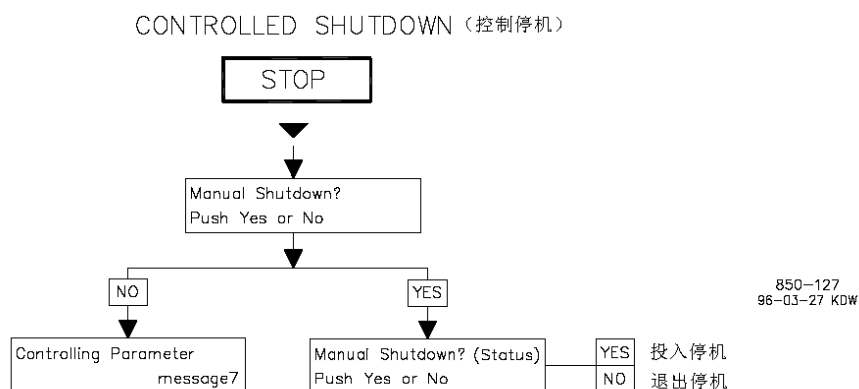 CONTROLLED SHUTDOWN（控制停机）
STOP
Manual Shutdown?
Push Yes or No
NO
YES
850-127
96-03-27 KDW
Controlling Parameter
message7
Manual Shutdown? (Status)
Push Yes or No
YES 投入停机
NO 退出停机